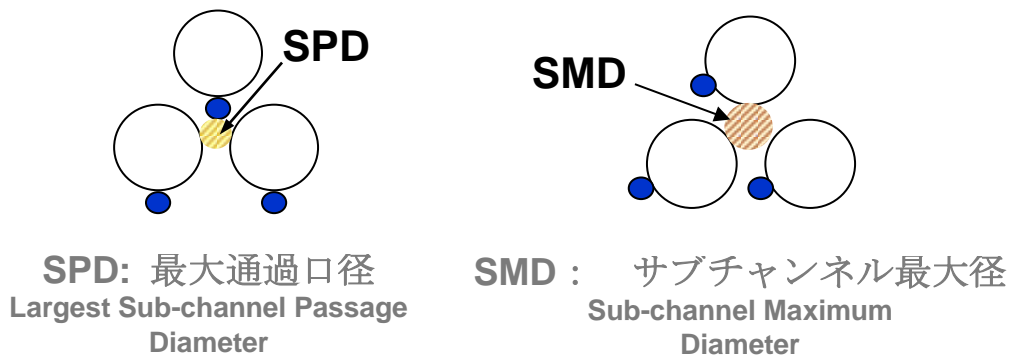 SPD
SMD
SPD: 最大通過口径
Largest Sub-channel Passage
Diameter
SMD： サブチャンネル最大径
Sub-channel Maximum
Diameter